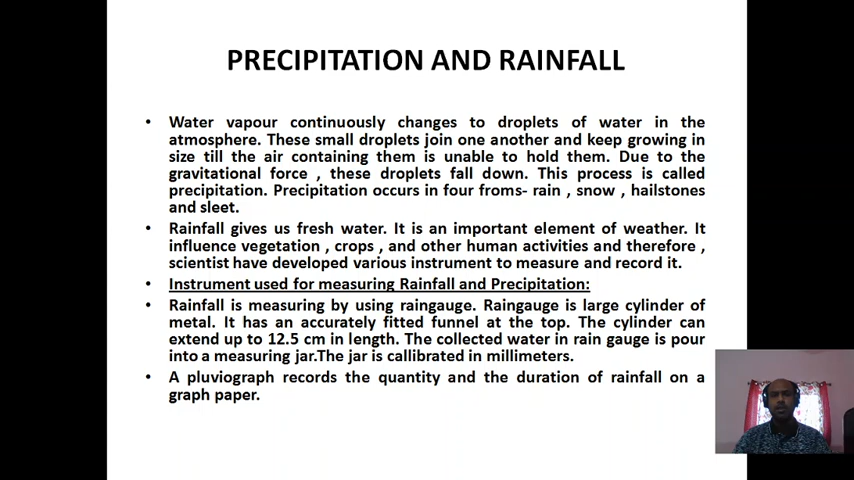 PRECIPITATION AND RAINFALL
• Water vapour continuously changes to droplets of water in the
atmosphere. These small droplets join one another and keep growing in
size till the air containing them is unable to hold them. Due to the
gravitational force , these droplets fall down. This process is called
precipitation. Precipitation occurs in four froms- rain , snow , hailstones
and sleet.
• Rainfall gives us fresh water. It is an important element of weather. It
influence vegetation , crops , and other human activities and therefore ,
scientist have developed various instrument to measure and record it.
• Instrument used for measuring Rainfall and Precipitation:
• Rainfall is measuring by using raingauge. Raingauge is large cylinder of
metal. It has an accurately fitted funnel at the top. The cylinder can
extend up to 12.5 cm in length. The collected water in rain gauge is pour
into a measuring jar.The jar is callibrated in millimeters.
• A pluviograph records the quantity and the duration of rainfall on a
graph paper.